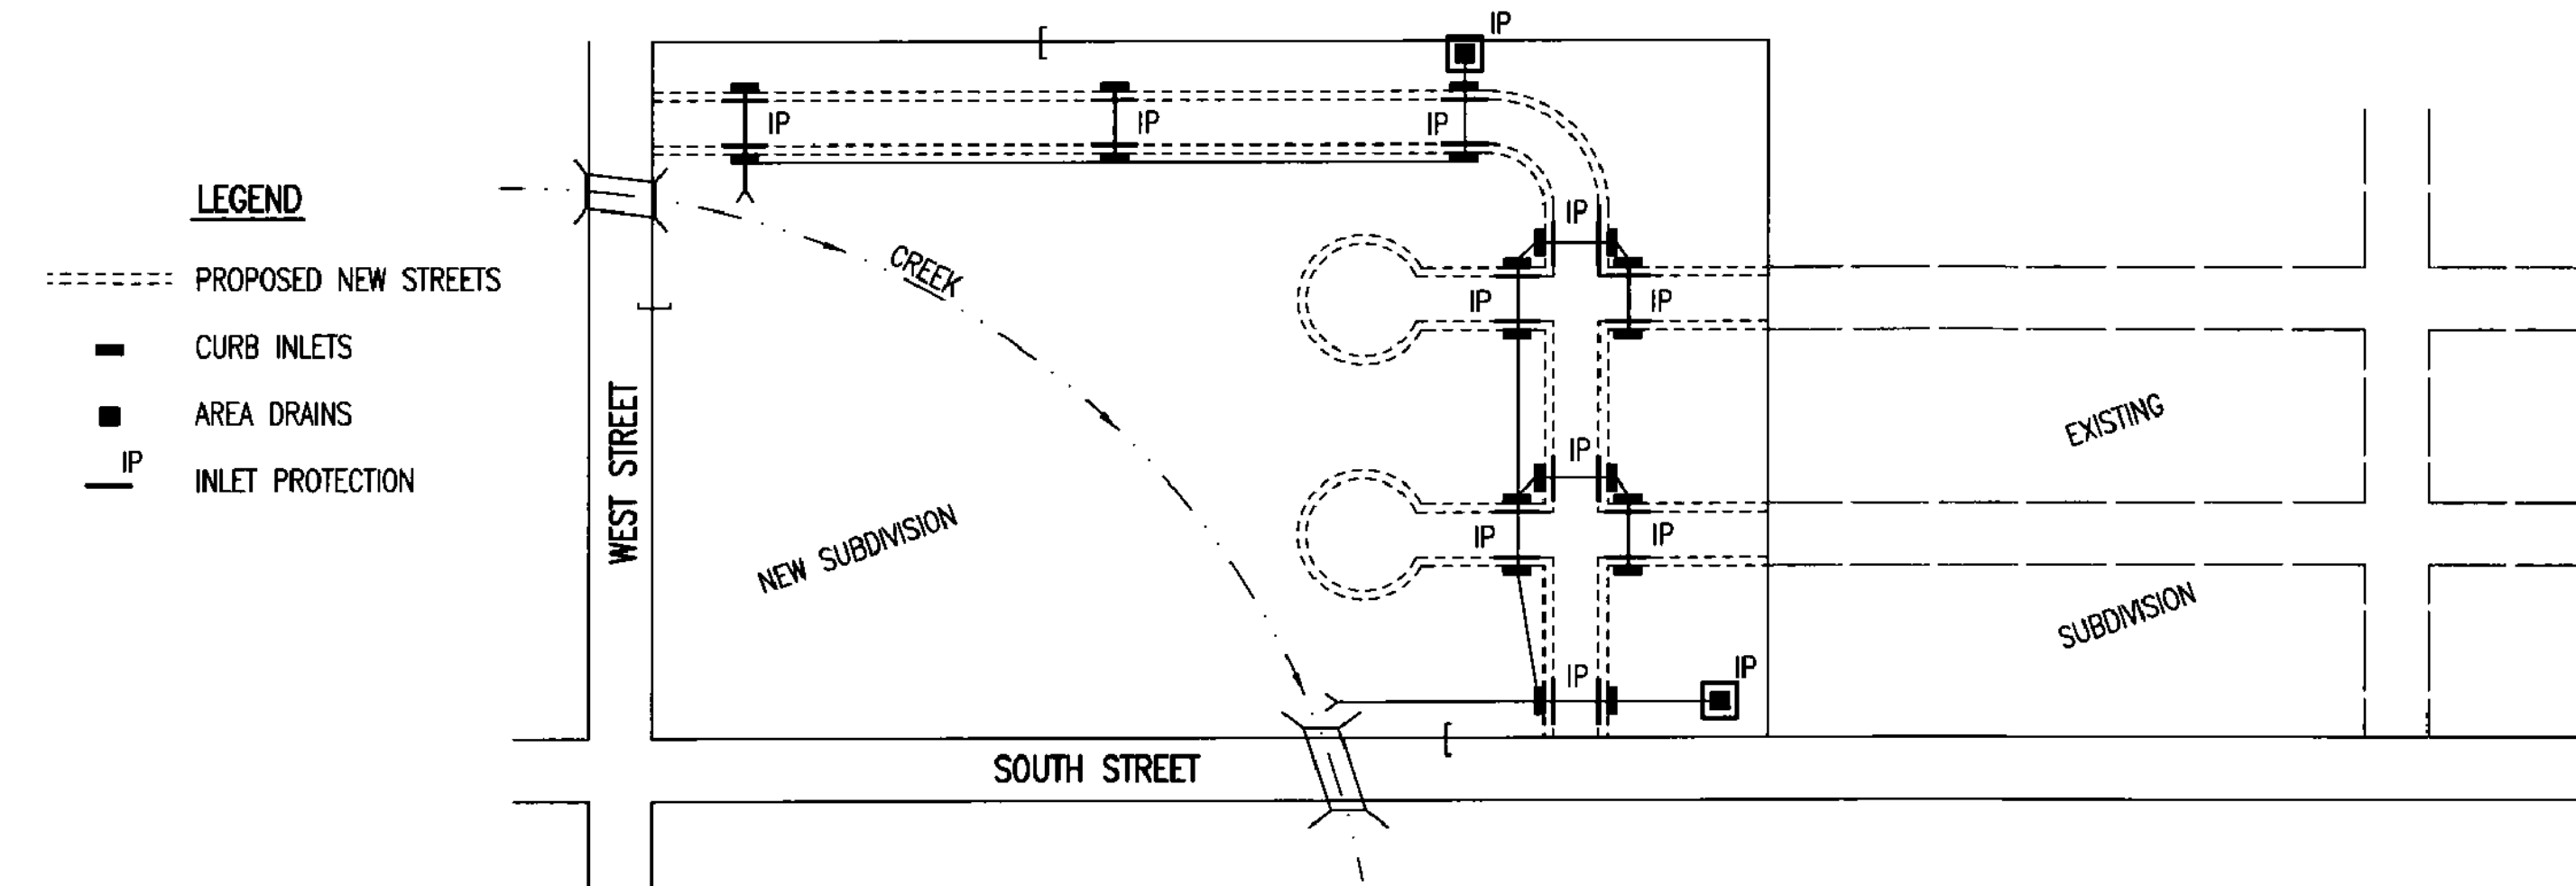 LEGEND
PROPOSED NEW STREETS
CURB INLETS
AREA DRAINS
IP
INLET PROTECTION
WEST STREET
IP
IP
IP
IP
IP
IP
IP
CREEK
NEW SUBDIVISION
IP
IP
IP
IP
IP
SOUTH STREET
EXISTING
SUBDIVISION